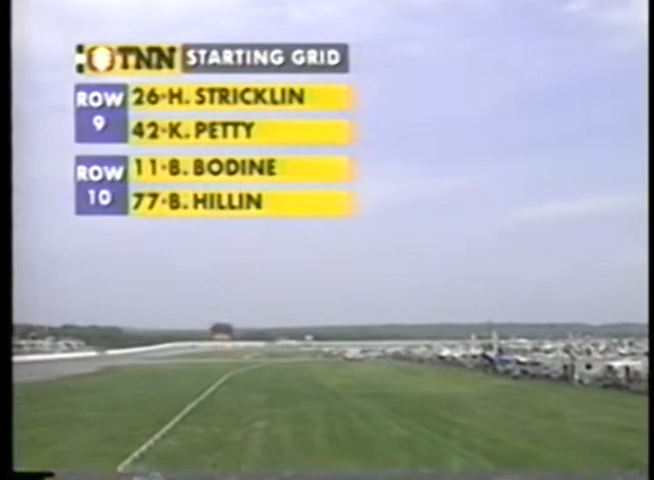 TNN STARTING GRID
ROW 9
26·H. STRICKLIN
42·K. PETTY
ROW 10
11·B. BODINE
77·B. HILLIN